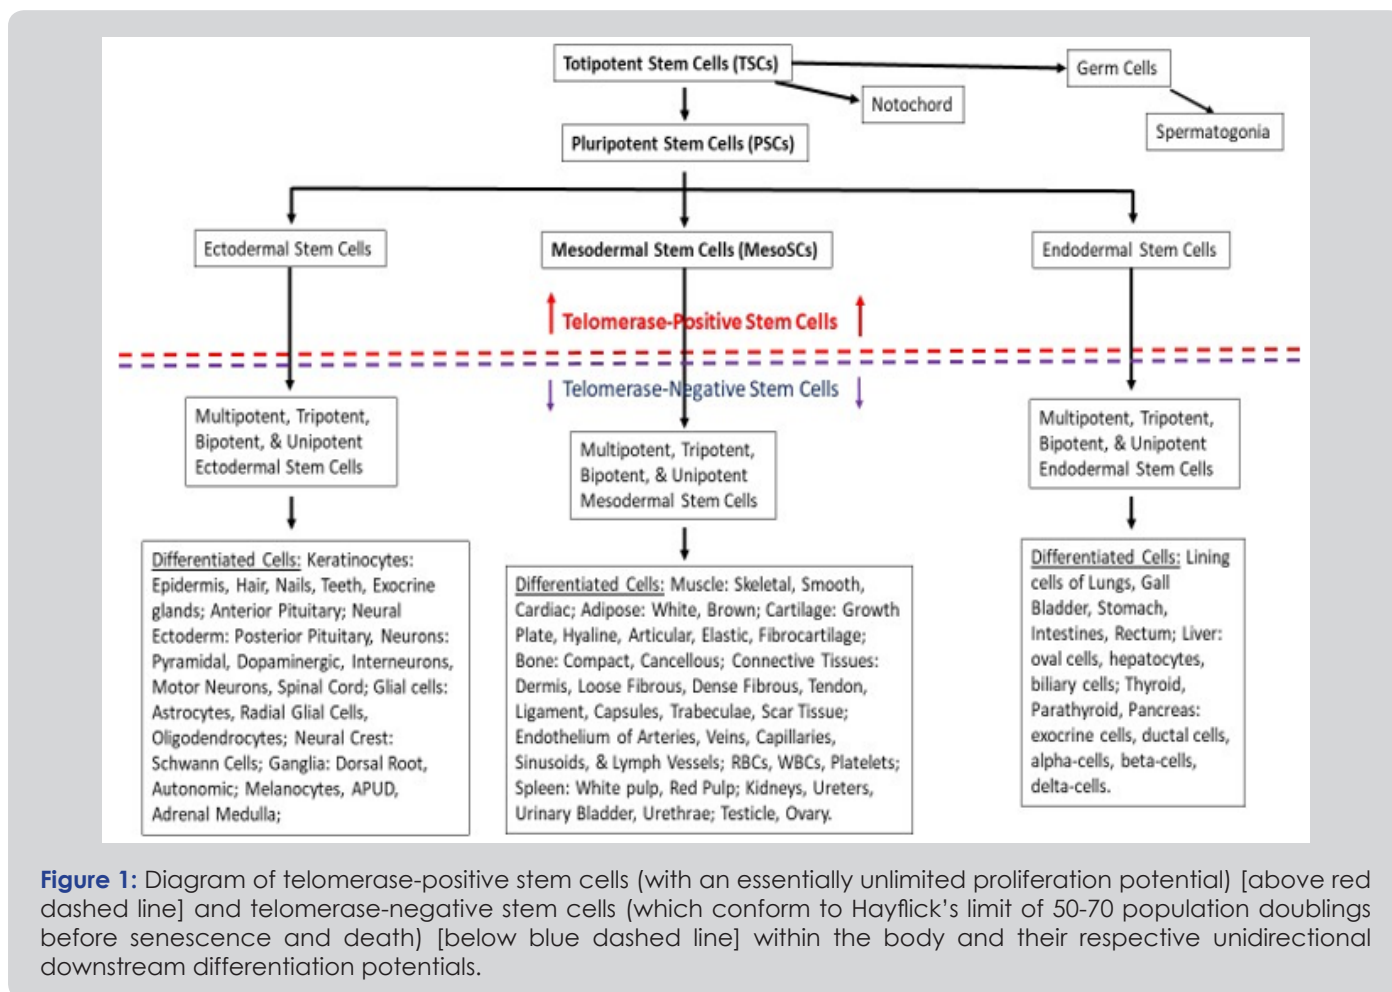 Totipotent Stem Cells (TSCs)
Germ Cells
Notochord
Spermatogonia
Pluripotent Stem Cells (PSCs)
Ectodermal Stem Cells
Mesodermal Stem Cells (MesoSCs)
Endodermal Stem Cells
Telomerase-Positive Stem Cells
Telomerase-Negative Stem Cells
Multipotent, Tripotent,
Bipotent, & Unipotent
Ectodermal Stem Cells
Multipotent, Tripotent,
Bipotent, & Unipotent
Mesodermal Stem Cells
Multipotent, Tripotent,
Bipotent, & Unipotent
Endodermal Stem Cells
Differentiated Cells: Keratinocytes:
Epidermis, Hair, Nails, Teeth, Exocrine
glands; Anterior Pituitary; Neural
Ectoderm: Posterior Pituitary, Neurons:
Pyramidal, Dopaminergic, Interneurons,
Motor Neurons, Spinal Cord; Glial cells:
Astrocytes, Radial Glial Cells,
Oligodendrocytes; Neural Crest:
Schwann Cells; Ganglia: Dorsal Root,
Autonomic; Melanocytes, APUD,
Adrenal Medulla;
Differentiated Cells: Muscle: Skeletal, Smooth,
Cardiac; Adipose: White, Brown; Cartilage: Growth
Plate, Hyaline, Articular, Elastic, Fibrocartilage;
Bone: Compact, Cancellous; Connective Tissues:
Dermis, Loose Fibrous, Dense Fibrous, Tendon,
Ligament, Capsules, Trabeculae, Scar Tissue;
Endothelium of Arteries, Veins, Capillaries,
Sinusoids, & Lymph Vessels; RBCs, WBCs, Platelets;
Spleen: White pulp, Red Pulp; Kidneys, Ureters,
Urinary Bladder, Urethrae; Testicle, Ovary.
Differentiated Cells: Lining
cells of Lungs, Gall
Bladder, Stomach,
Intestines, Rectum; Liver:
oval cells, hepatocytes,
biliary cells; Thyroid,
Parathyroid, Pancreas:
exocrine cells, ductal cells,
alpha-cells, beta-cells,
delta-cells.
Figure 1: Diagram of telomerase-positive stem cells (with an essentially unlimited proliferation potential) [above red
dashed line] and telomerase-negative stem cells (which conform to Hayflick's limit of 50-70 population doublings
before senescence and death) [below blue dashed line] within the body and their respective unidirectional
downstream differentiation potentials.